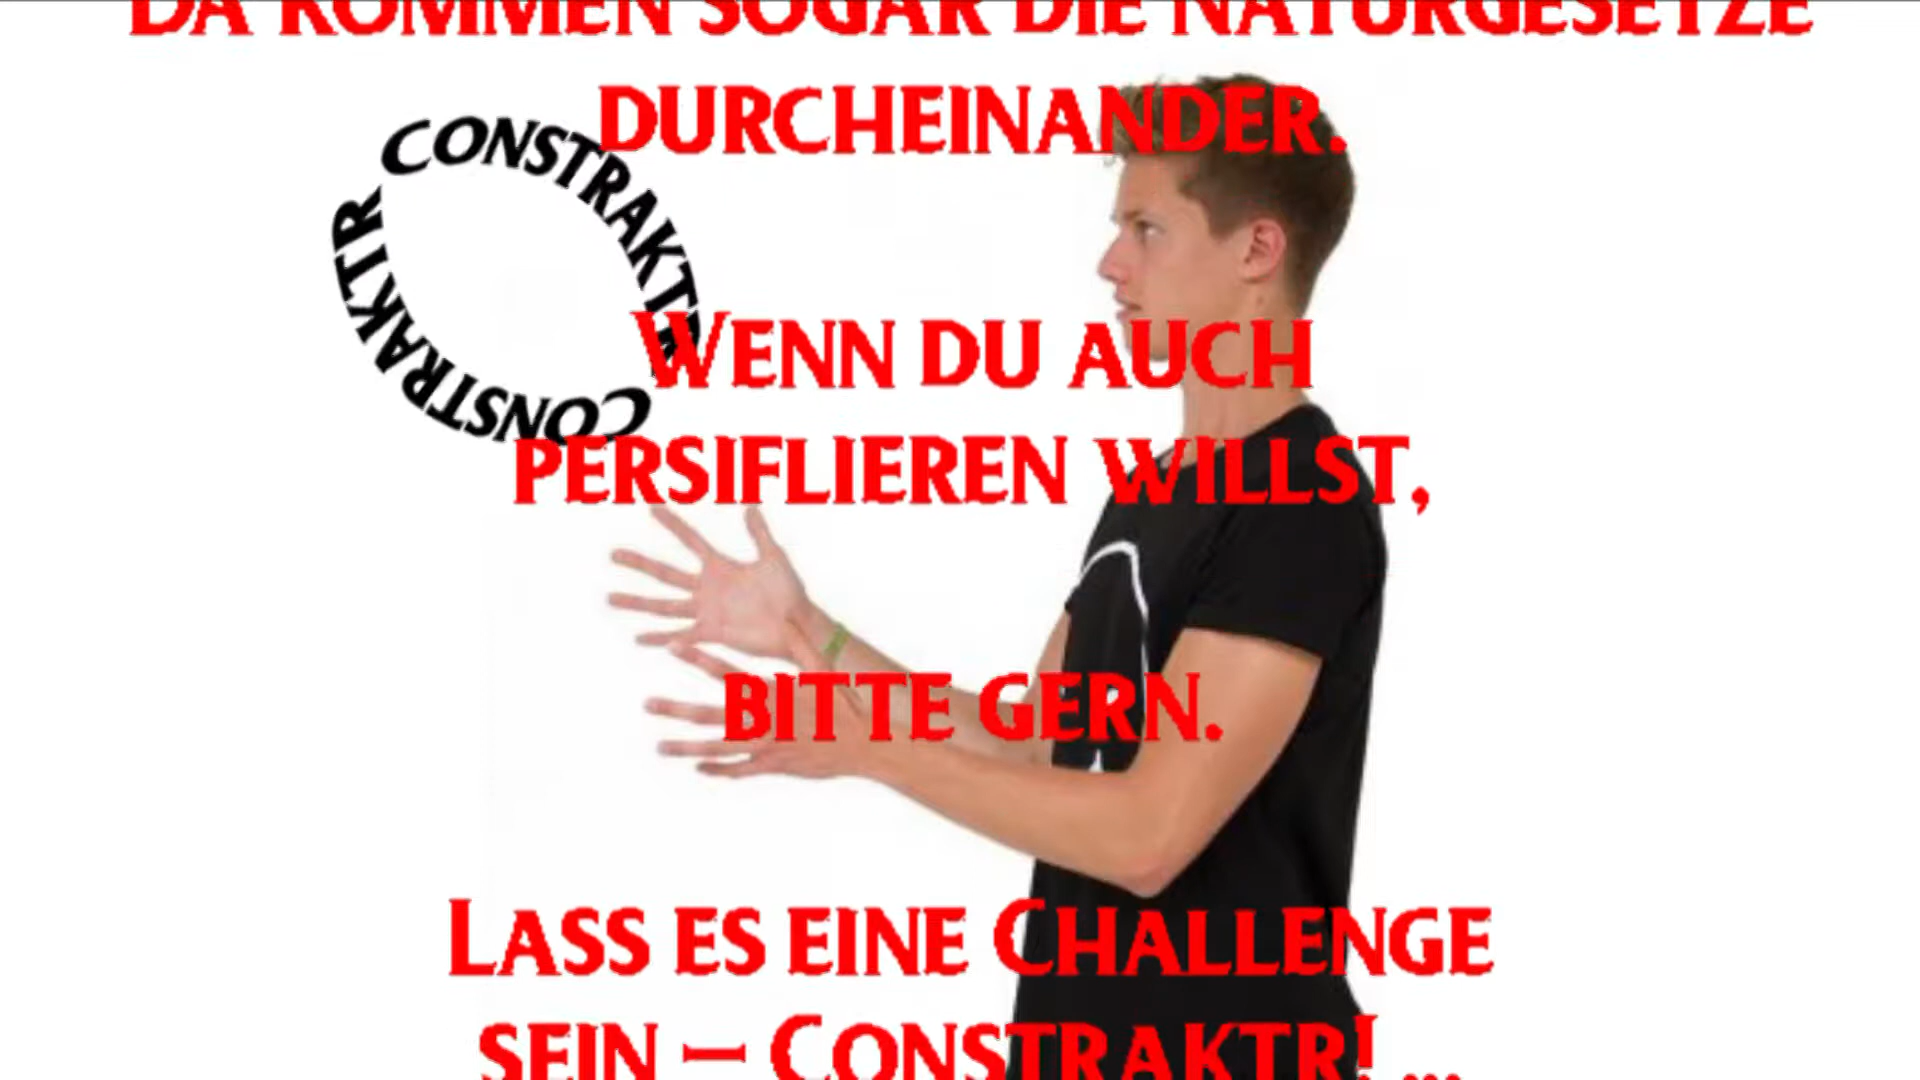 DA KOMMEN SOGAR DIE NATURGESETZE
DURCHEINANDER.
CONSTRAKTR
CONSTRAKTR
WENN DU AUCH
PERSIFLIEREN WILLST,
BITTE GERN.
LASS ES EINE CHALLENGE
SEIN – CONSTRAKTR! ...